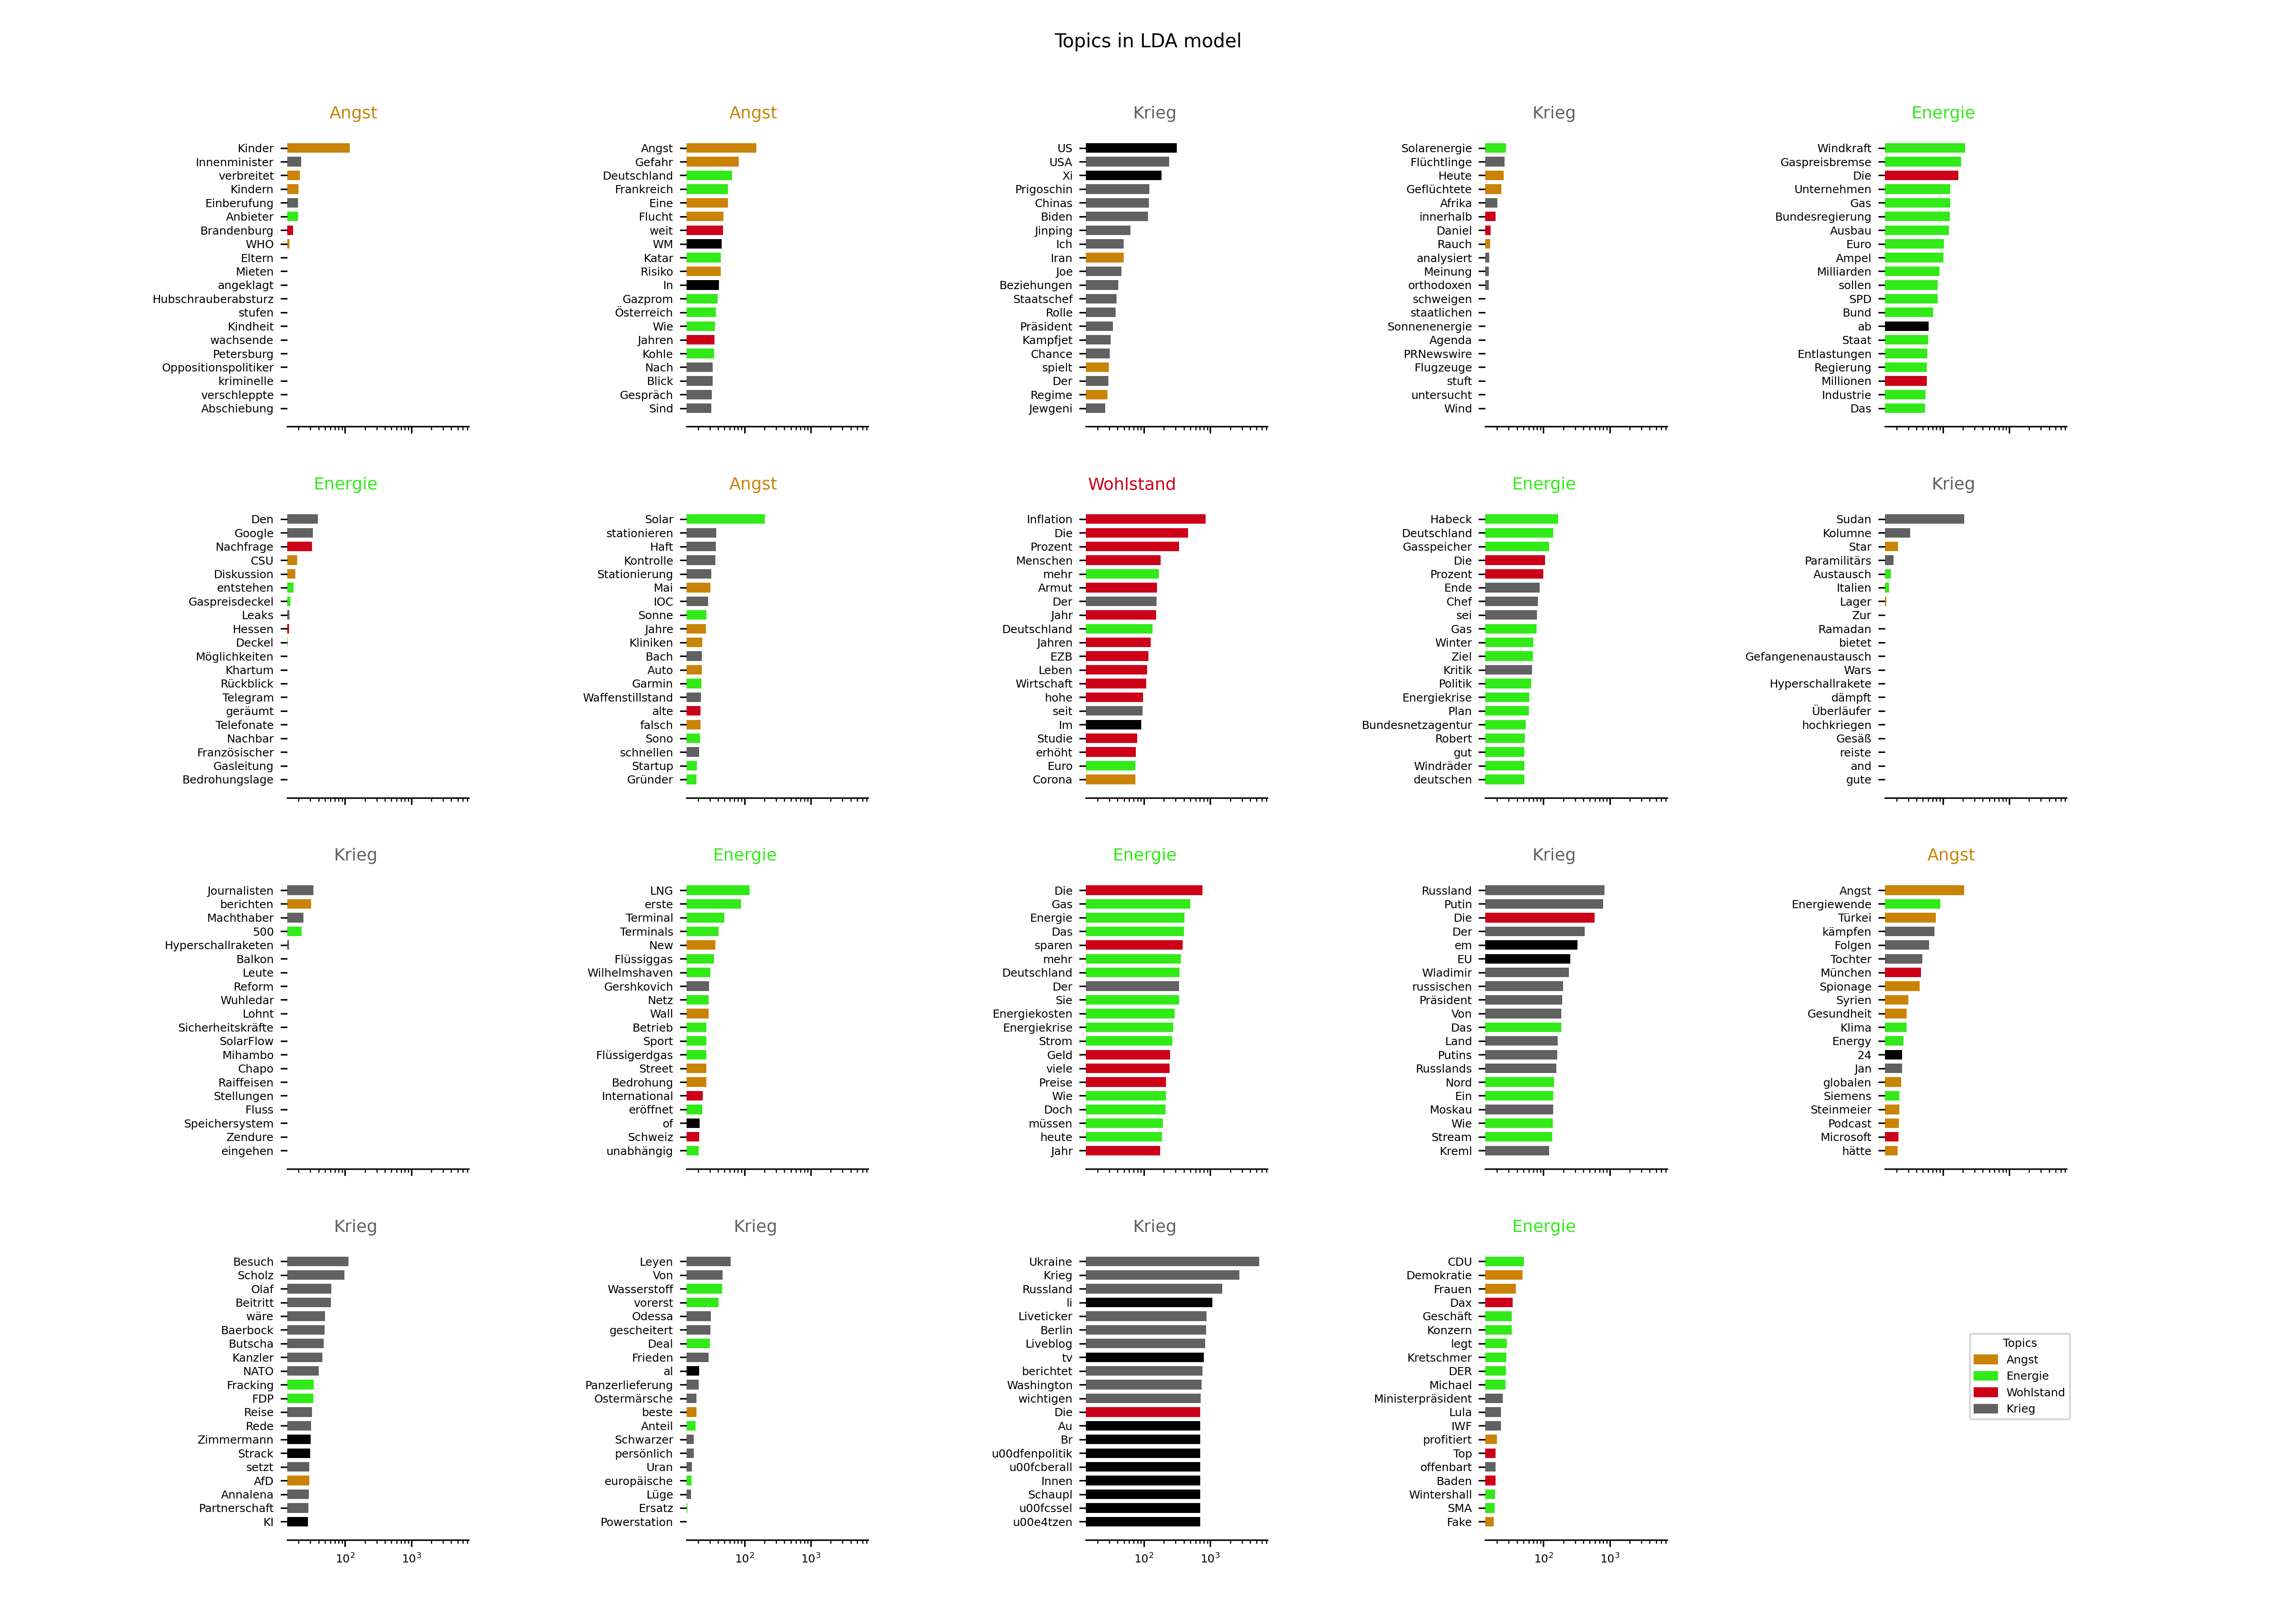 Topics in LDA model
Angst
Kinder
Innenminister
verbreitet
Kindern
Einberufung
Anbieter
Brandenburg
WHO
Eltern
Mieten
angeklagt
Hubschrauberabsturz
stufen
Kindheit
wachsende
Petersburg
Oppositionspolitiker
kriminelle
verschleppte
Abschiebung
Angst
Angst
Gefahr
Deutschland
Frankreich
Eine
Flucht
weit
WM
Katar
Risiko
In
Gazprom
Österreich
Wie
Jahren
Kohle
Nach
Blick
Gespräch
Sind
Krieg
US
USA
Xi
Prigoschin
Chinas
Biden
Jinping
Ich
Iran
Joe
Beziehungen
Staatschef
Rolle
Präsident
Kampfjet
Chance
spielt
Der
Regime
Jewgeni
Krieg
Solarenergie
Flüchtlinge
Heute
Geflüchtete
Afrika
innerhalb
Daniel
Rauch
analysiert
Meinung
orthodoxen
schweigen
staatlichen
Sonnenenergie
Agenda
PRNewswire
Flugzeuge
stuft
untersucht
Wind
Energie
Windkraft
Gaspreisbremse
Die
Unternehmen
Gas
Bundesregierung
Ausbau
Euro
Ampel
Milliarden
sollen
SPD
Bund
ab
Staat
Entlastungen
Regierung
Millionen
Industrie
Das
Energie
Den
Google
Nachfrage
CSU
Diskussion
entstehen
Gaspreisdeckel
Leaks
Hessen
Deckel
Möglichkeiten
Khartum
Rückblick
Telegram
geräumt
Telefonate
Nachbar
Französischer
Gasleitung
Bedrohungslage
Angst
Solar
stationieren
Haft
Kontrolle
Stationierung
Mai
IOC
Sonne
Jahre
Kliniken
Bach
Auto
Garmin
Waffenstillstand
alte
falsch
Sono
schnellen
Startup
Gründer
Wohlstand
Inflation
Die
Prozent
Menschen
mehr
Armut
Der
Jahr
Deutschland
Jahren
EZB
Leben
Wirtschaft
hohe
seit
Im
Studie
erhöht
Euro
Corona
Energie
Habeck
Deutschland
Gasspeicher
Die
Prozent
Ende
Chef
sei
Gas
Winter
Ziel
Kritik
Politik
Energiekrise
Plan
Bundesnetzagentur
Robert
gut
Windräder
deutschen
Krieg
Sudan
Kolumne
Star
Paramilitärs
Austausch
Italien
Lager
Zur
Ramadan
bietet
Gefangenenaustausch
Wars
Hyperschallrakete
dämpft
Überläufer
hochkriegen
Gesäß
reiste
and
gute
Krieg
Journalisten
berichten
Machthaber
500
Hyperschallraketen
Balkon
Leute
Reform
Wuhledar
Lohnt
Sicherheitskräfte
SolarFlow
Mihambo
Chapo
Raiffeisen
Stellungen
Fluss
Speichersystem
Zendure
eingehen
Energie
LNG
erste
Terminal
Terminals
New
Flüssiggas
Wilhelmshaven
Gershkovich
Netz
Wall
Betrieb
Sport
Flüssigerdgas
Street
Bedrohung
International
eröffnet
of
Schweiz
unabhängig
Energie
Die
Gas
Energie
Das
sparen
mehr
Deutschland
Der
Sie
Energiekosten
Energiekrise
Strom
Geld
viele
Preise
Wie
Doch
müssen
heute
Jahr
Krieg
Russland
Putin
Die
Der
em
EU
Wladimir
russischen
Präsident
Von
Das
Land
Putins
Russlands
Nord
Ein
Moskau
Wie
Stream
Kreml
Angst
Angst
Energiewende
Türkei
kämpfen
Folgen
Tochter
München
Spionage
Syrien
Gesundheit
Klima
Energy
24
Jan
globalen
Siemens
Steinmeier
Podcast
Microsoft
hätte
Krieg
Besuch
Scholz
Olaf
Beitritt
wäre
Baerbock
Butscha
Kanzler
NATO
Fracking
FDP
Reise
Rede
Zimmermann
Strack
setzt
AfD
Annalena
Partnerschaft
KI
10² 10³
Krieg
Leyen
Von
Wasserstoff
vorerst
Odessa
gescheitert
Deal
Frieden
al
Panzerlieferung
Ostermärsche
beste
Anteil
Schwarzer
persönlich
Uran
europäische
Lüge
Ersatz
Powerstation
10² 10³
Krieg
Ukraine
Krieg
Russland
li
Liveticker
Berlin
Liveblog
tv
berichtet
Washington
wichtigen
Die
Au
Br
u00dfenpolitik
u00fcberall
Innen
Schaupl
u00fcssel
u00e4tzen
10² 10³
Energie
CDU
Demokratie
Frauen
Dax
Geschäft
Konzern
legt
Kretschmer
DER
Michael
Ministerpräsident
Lula
IWF
profitiert
Top
offenbart
Baden
Wintershall
SMA
Fake
10² 10³
Topics
Angst
Energie
Wohlstand
Krieg